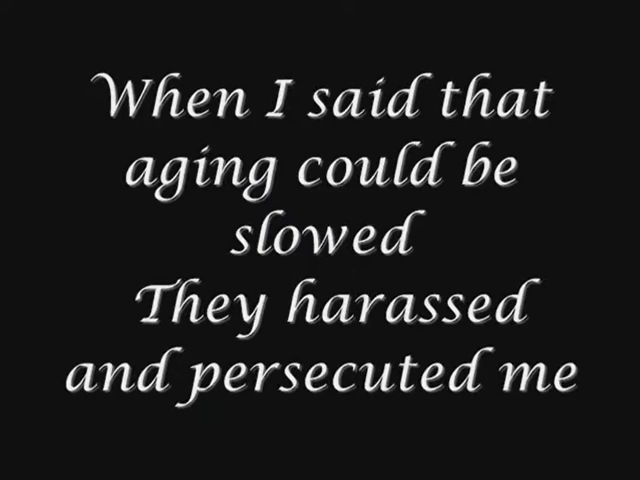 When I said that
aging could be
slowed
They harassed
and persecuted me